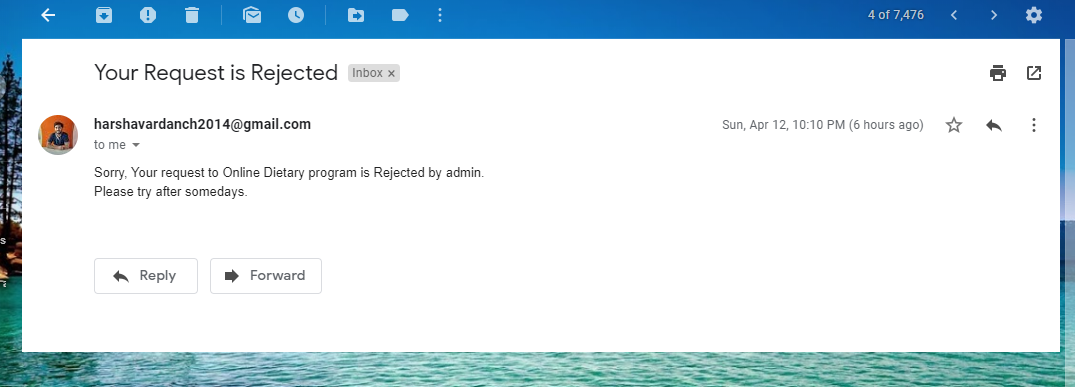 4 of 7,476
Your Request is Rejected Inbox ×
harshavardanch2014@gmail.com Sun, Apr 12, 10:10 PM (6 hours ago)
to me
Sorry, Your request to Online Dietary program is Rejected by admin.
Please try after somedays.
s
Reply Forward